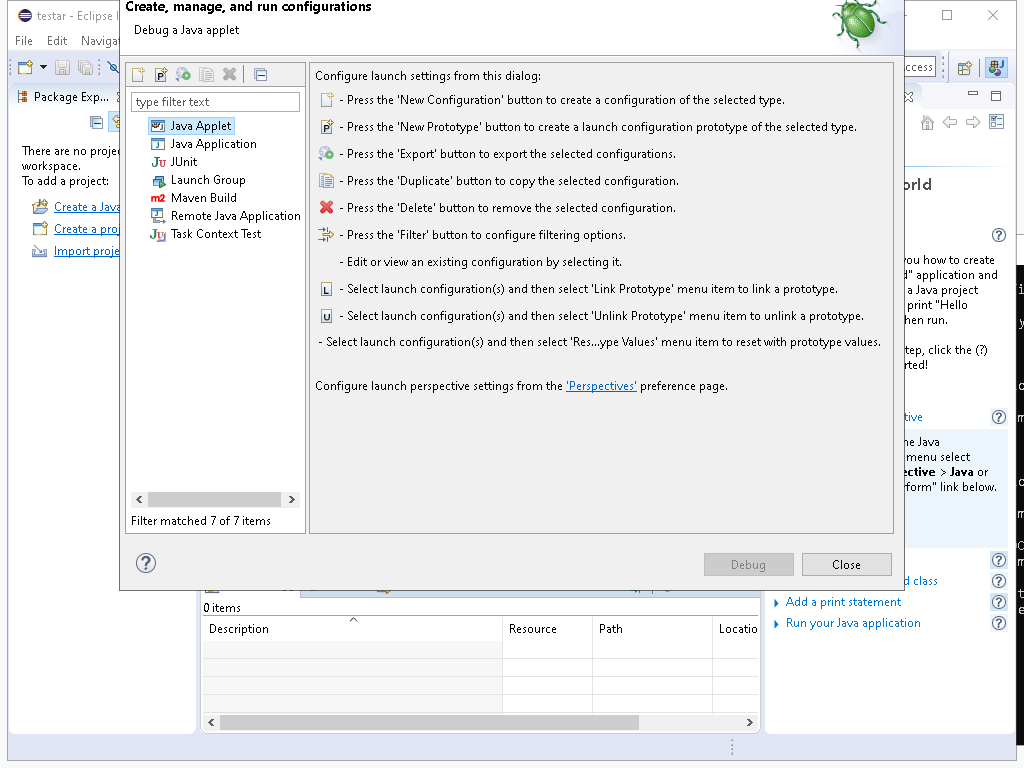 testar - Eclipse
Create, manage, and run configurations
Debug a Java applet
File Edit
cess
Package Exp...
type filter text
Java Applet
Java Application
JUnit
Launch Group
Maven Build
Remote Java Application
Task Context Test
Filter matched 7 of 7 items
Configure launch settings from this dialog:
- Press the 'New Configuration' button to create a configuration of the selected type.
- Press the 'New Prototype' button to create a launch configuration prototype of the selected type.
- Press the 'Export' button to export the selected configurations.
- Press the 'Duplicate' button to copy the selected configuration.
- Press the 'Delete' button to remove the selected configuration.
- Press the 'Filter' button to configure filtering options.
- Edit or view an existing configuration by selecting it.
- Select launch configuration(s) and then select 'Link Prototype' menu item to link a prototype.
- Select launch configuration(s) and then select 'Unlink Prototype' menu item to unlink a prototype.
- Select launch configuration(s) and then select 'Res...ype Values' menu item to reset with prototype values.
Configure launch perspective settings from the 'Perspectives' preference page.
Debug Close
There are no
workspace.
To add a project:
Create a Java
Create a
Import
orld
you how to create
d" application and
a Java project
print "Hello
hen run.
tep, click the (?)
rted!
tive
he Java
menu select
ective > Java or
form" link below.
d class
Add a print statement
Run your Java application
0 items
Description Resource Path Locatio